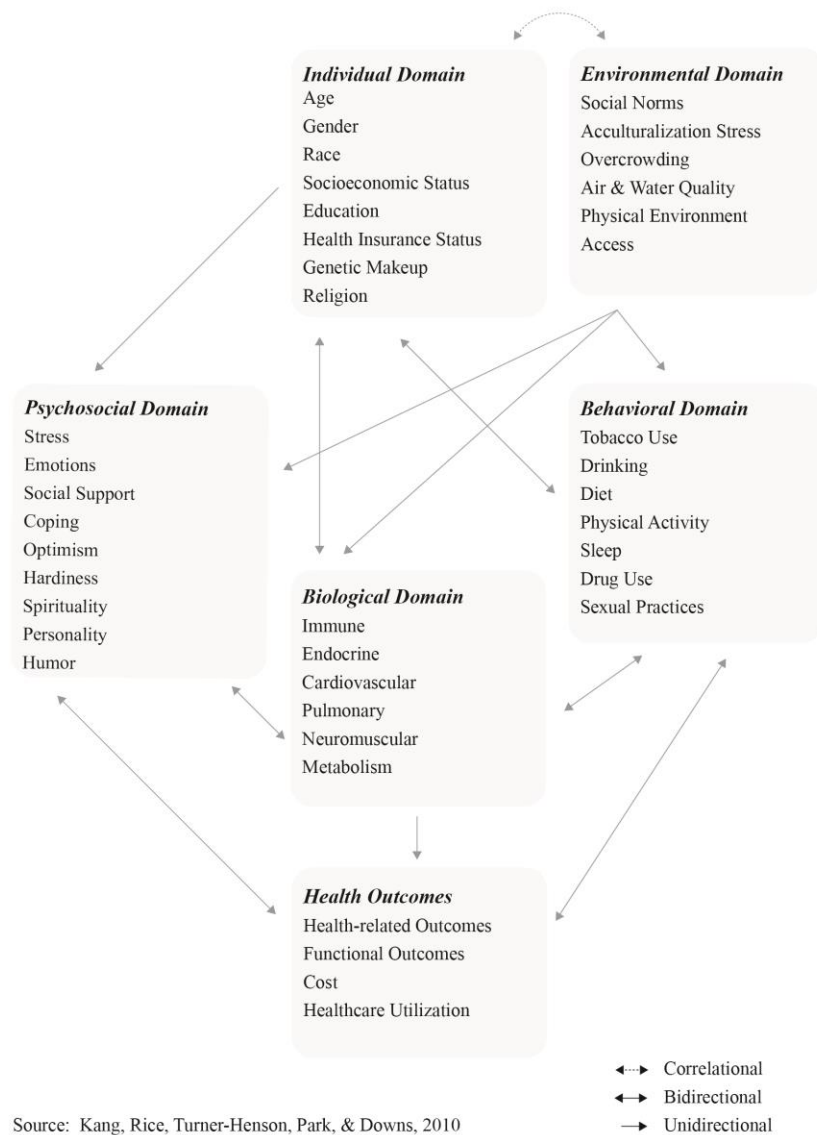 Individual Domain
Age
Gender
Race
Socioeconomic Status
Education
Health Insurance Status
Genetic Makeup
Religion
Environmental Domain
Social Norms
Acculturalization Stress
Overcrowding
Air & Water Quality
Physical Environment
Access
Psychosocial Domain
Stress
Emotions
Social Support
Coping
Optimism
Hardiness
Spirituality
Personality
Humor
Behavioral Domain
Tobacco Use
Drinking
Diet
Physical Activity
Sleep
Drug Use
Sexual Practices
Biological Domain
Immune
Endocrine
Cardiovascular
Pulmonary
Neuromuscular
Metabolism
Health Outcomes
Health-related Outcomes
Functional Outcomes
Cost
Healthcare Utilization
Correlational
Bidirectional
Unidirectional
Source: Kang, Rice, Turner-Henson, Park, & Downs, 2010